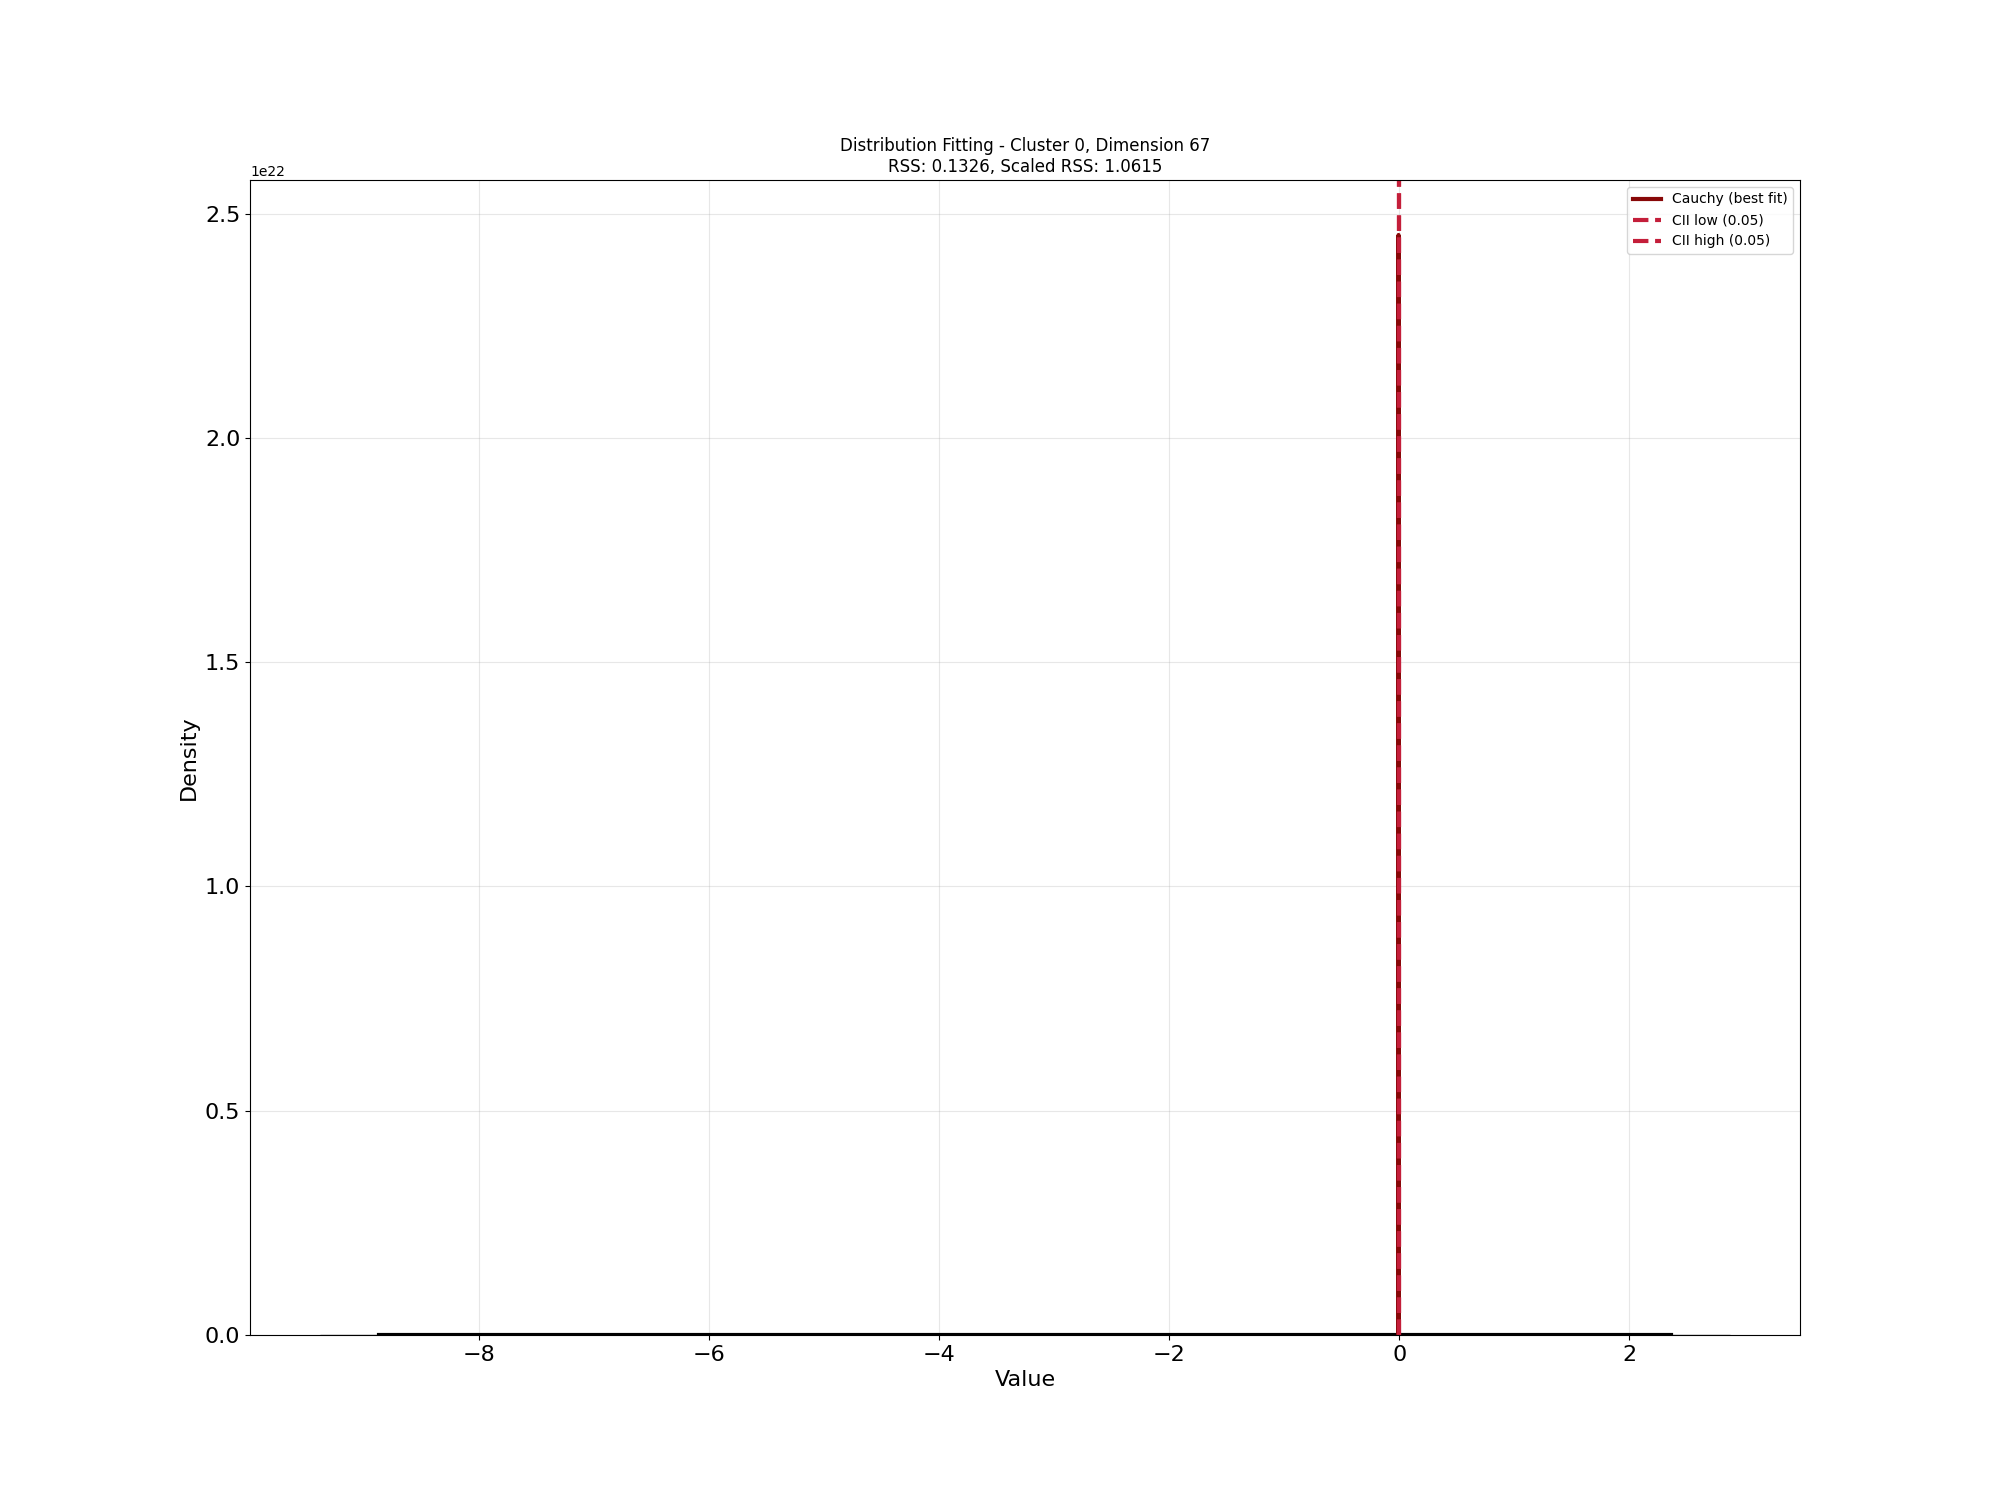 Distribution Fitting - Cluster 0, Dimension 67
RSS: 0.1326, Scaled RSS: 1.0615
1e22
Cauchy (best fit)
CII low (0.05)
CII high (0.05)
2.5
2.0
1.5
1.0
0.5
0.0
Density
−8
−6
−4
−2
0
2
Value